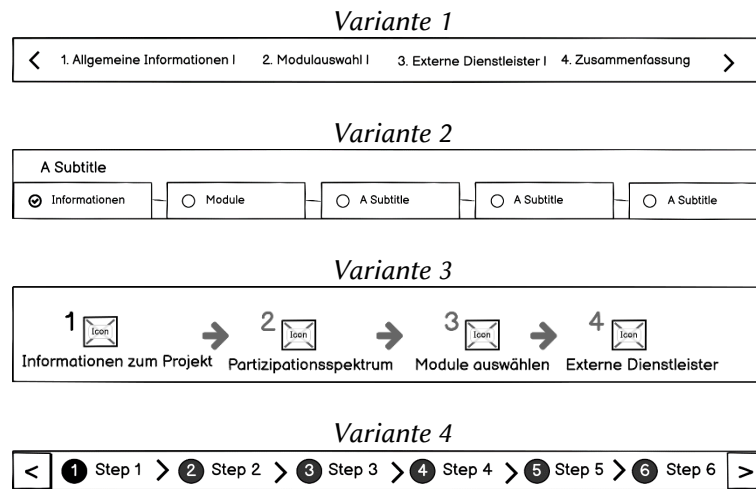 Variante 1
< 1. Allgemeine Informationen I 2. Modulauswahl I 3. Externe Dienstleister I 4. Zusammenfassung >
Variante 2
A Subtitle
Informationen Module A Subtitle A Subtitle A Subtitle
Variante 3
1 Icon 2 Icon 3 Icon 4 Icon
Informationen zum Projekt Partizipationsspektrum Module auswählen Externe Dienstleister
Variante 4
< 1 Step 1 > 2 Step 2 > 3 Step 3 > 4 Step 4 > 5 Step 5 > 6 Step 6 >